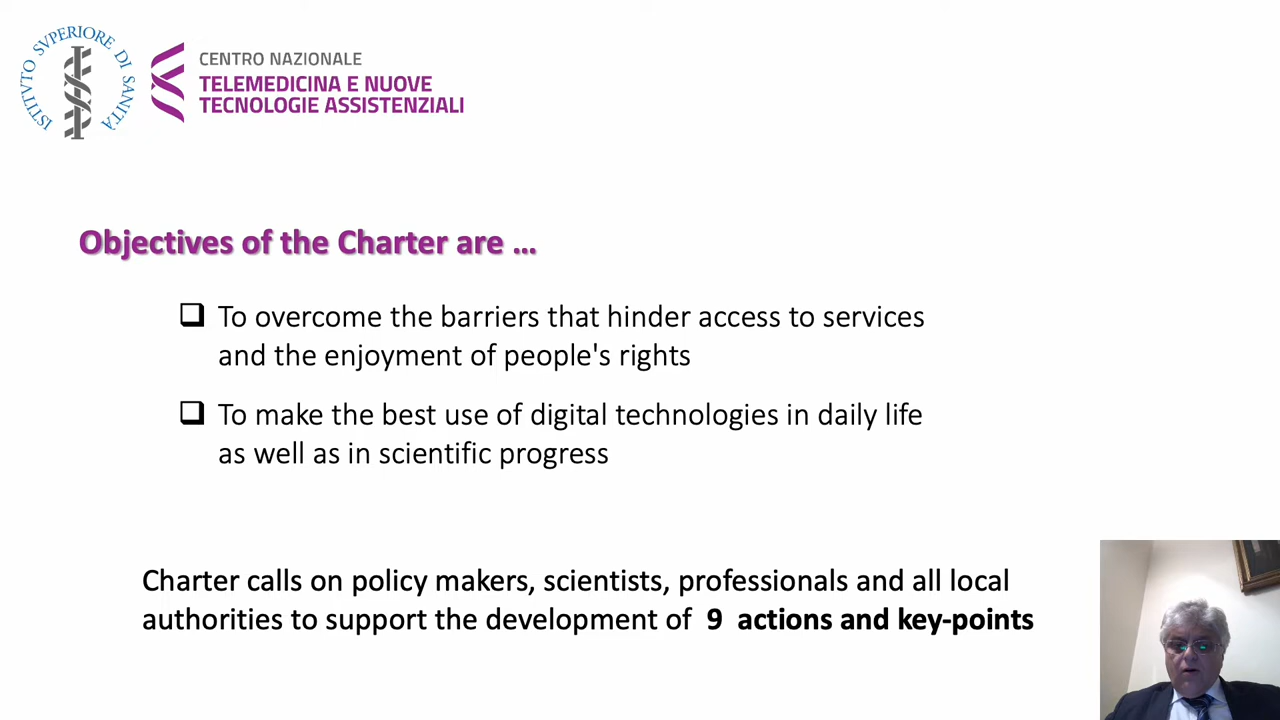 ISTITVTO SVPERIORE DI SANITÀ
CENTRO NAZIONALE
TELEMEDICINA E NUOVE
TECNOLOGIE ASSISTENZIALI
Objectives of the Charter are …
To overcome the barriers that hinder access to services
and the enjoyment of people's rights
To make the best use of digital technologies in daily life
as well as in scientific progress
Charter calls on policy makers, scientists, professionals and all local
authorities to support the development of 9 actions and key-points